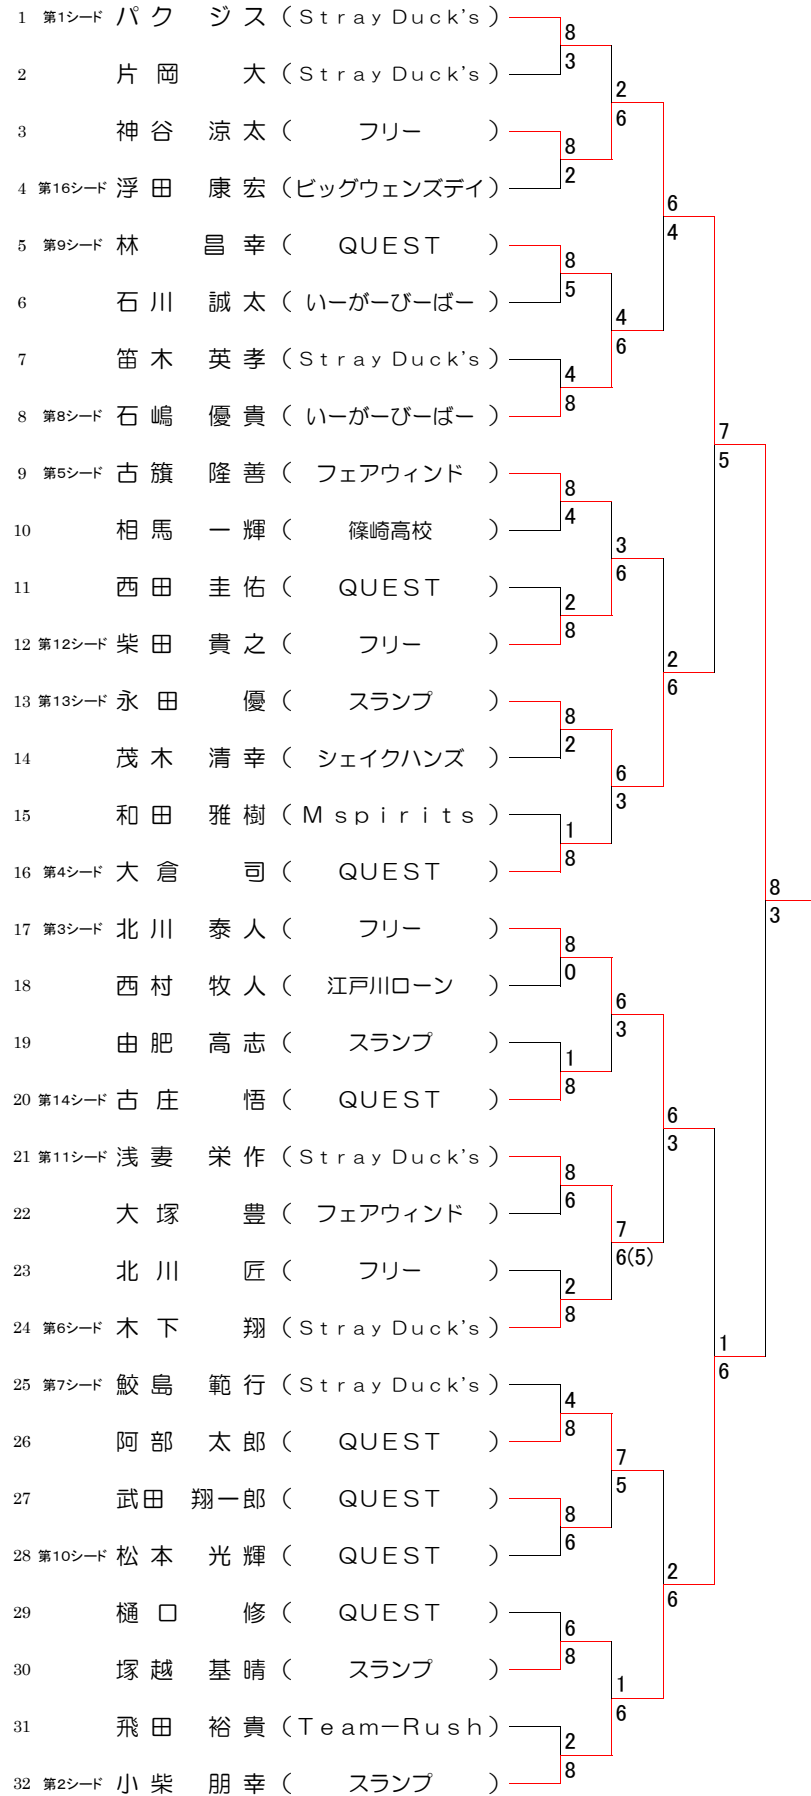 1 第1シード パク ジス (Stray Duck's)
8
3
2 片岡 大 (Stray Duck's)
2
6
3 神谷 涼太 (フリー)
8
2
4 第16シード 浮田 康宏 (ビッグウェンズデイ)
6
4
5 第9シード 林 昌幸 (QUEST)
8
5
6 石川 誠太 (いーがーびーばー)
4
6
7 笛木 英孝 (Stray Duck's)
4
8
8 第8シード 石嶋 優貴 (いーがーびーばー)
7
5
9 第5シード 古籏 隆善 (フェアウィンド)
8
4
10 相馬 一輝 (篠崎高校)
3
6
11 西田 圭佑 (QUEST)
2
8
12 第12シード 柴田 貴之 (フリー)
2
6
13 第13シード 永田 優 (スランプ)
8
2
14 茂木 清幸 (シェイクハンズ)
6
3
15 和田 雅樹 (Mspirits)
1
8
16 第4シード 大倉 司 (QUEST)
8
3
17 第3シード 北川 泰人 (フリー)
8
0
18 西村 牧人 (江戸川ローン)
6
3
19 由肥 高志 (スランプ)
1
8
20 第14シード 古庄 悟 (QUEST)
6
3
21 第11シード 浅妻 栄作 (Stray Duck's)
8
6
22 大塚 豊 (フェアウィンド)
7
6(5)
23 北川 匠 (フリー)
2
8
24 第6シード 木下 翔 (Stray Duck's)
1
6
25 第7シード 鮫島 範行 (Stray Duck's)
4
8
26 阿部 太郎 (QUEST)
7
5
27 武田 翔一郎 (QUEST)
8
6
28 第10シード 松本 光輝 (QUEST)
2
6
29 樋口 修 (QUEST)
6
8
30 塚越 基晴 (スランプ)
1
6
31 飛田 裕貴 (Team－Rush)
2
8
32 第2シード 小柴 朋幸 (スランプ)